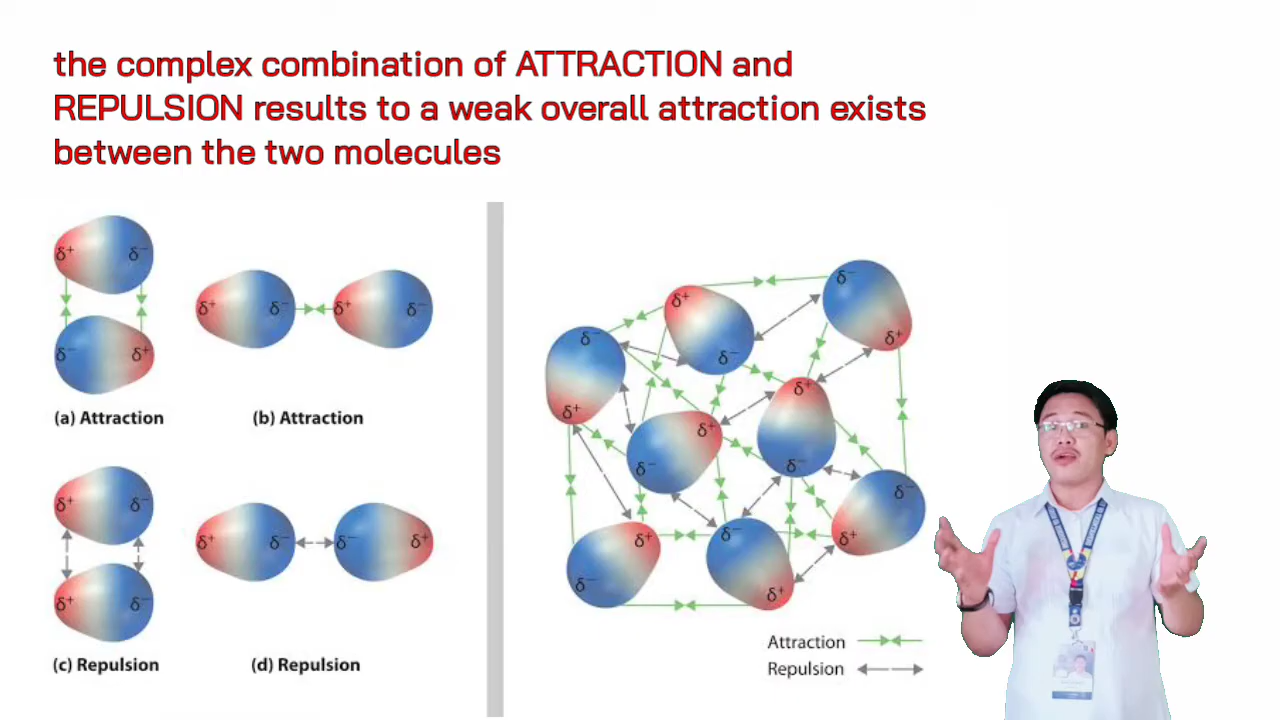 the complex combination of ATTRACTION and
REPULSION results to a weak overall attraction exists
between the two molecules
δ+ δ−
δ− δ+
(a) Attraction
δ+ δ− δ+ δ−
(b) Attraction
δ+ δ−
δ+ δ−
(c) Repulsion
δ+ δ− δ− δ+
(d) Repulsion
δ−
δ+
δ−
δ+
δ−
δ+
δ+
δ−
δ+
δ−
δ−
δ+
δ−
δ+
δ+
δ−
δ−
δ+
Attraction
Repulsion